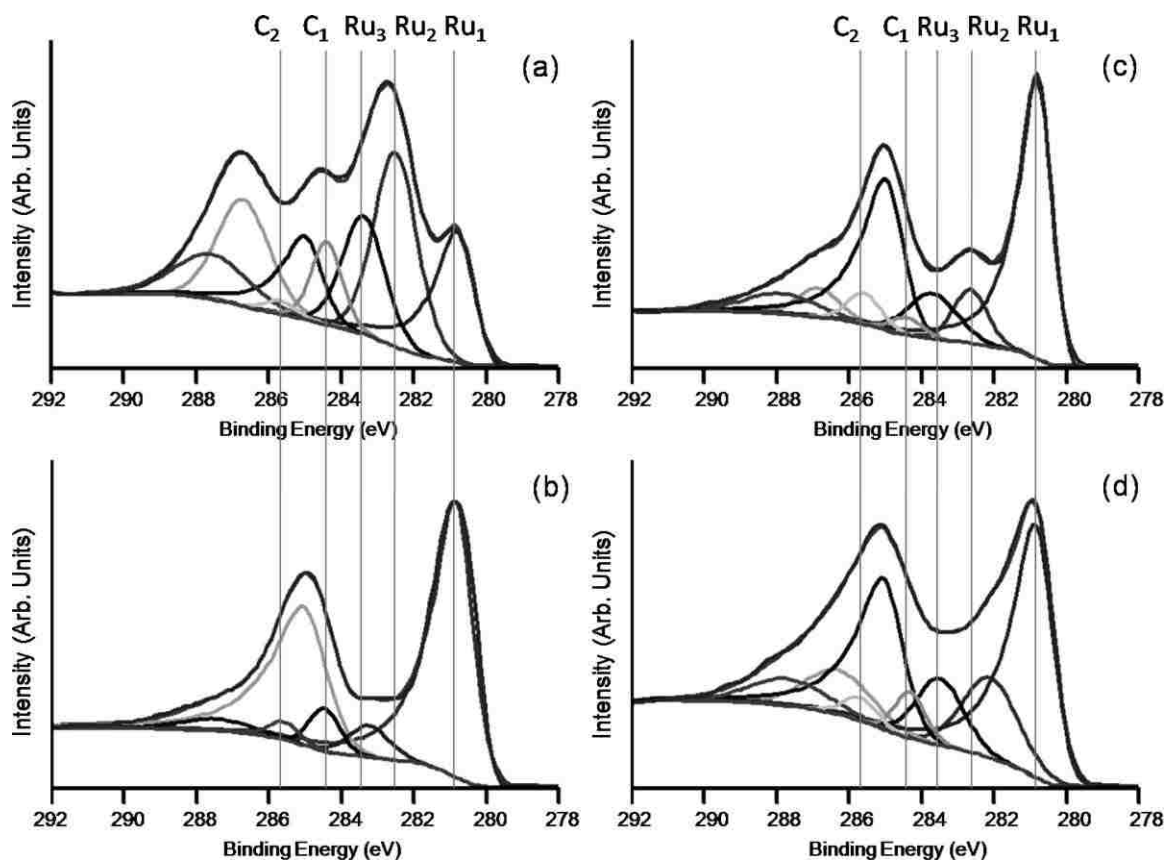 C₂ C₁ Ru₃ Ru₂ Ru₁
(a)
Intensity (Arb. Units)
292 290 288 286 284 282 280 278
Binding Energy (eV)
C₂ C₁ Ru₃ Ru₂ Ru₁
(c)
Intensity (Arb. Units)
292 290 288 286 284 282 280 278
Binding Energy (eV)
(b)
Intensity (Arb. Units)
292 290 288 286 284 282 280 278
Binding Energy (eV)
(d)
Intensity (Arb. Units)
292 290 288 286 284 282 280 278
Binding Energy (eV)